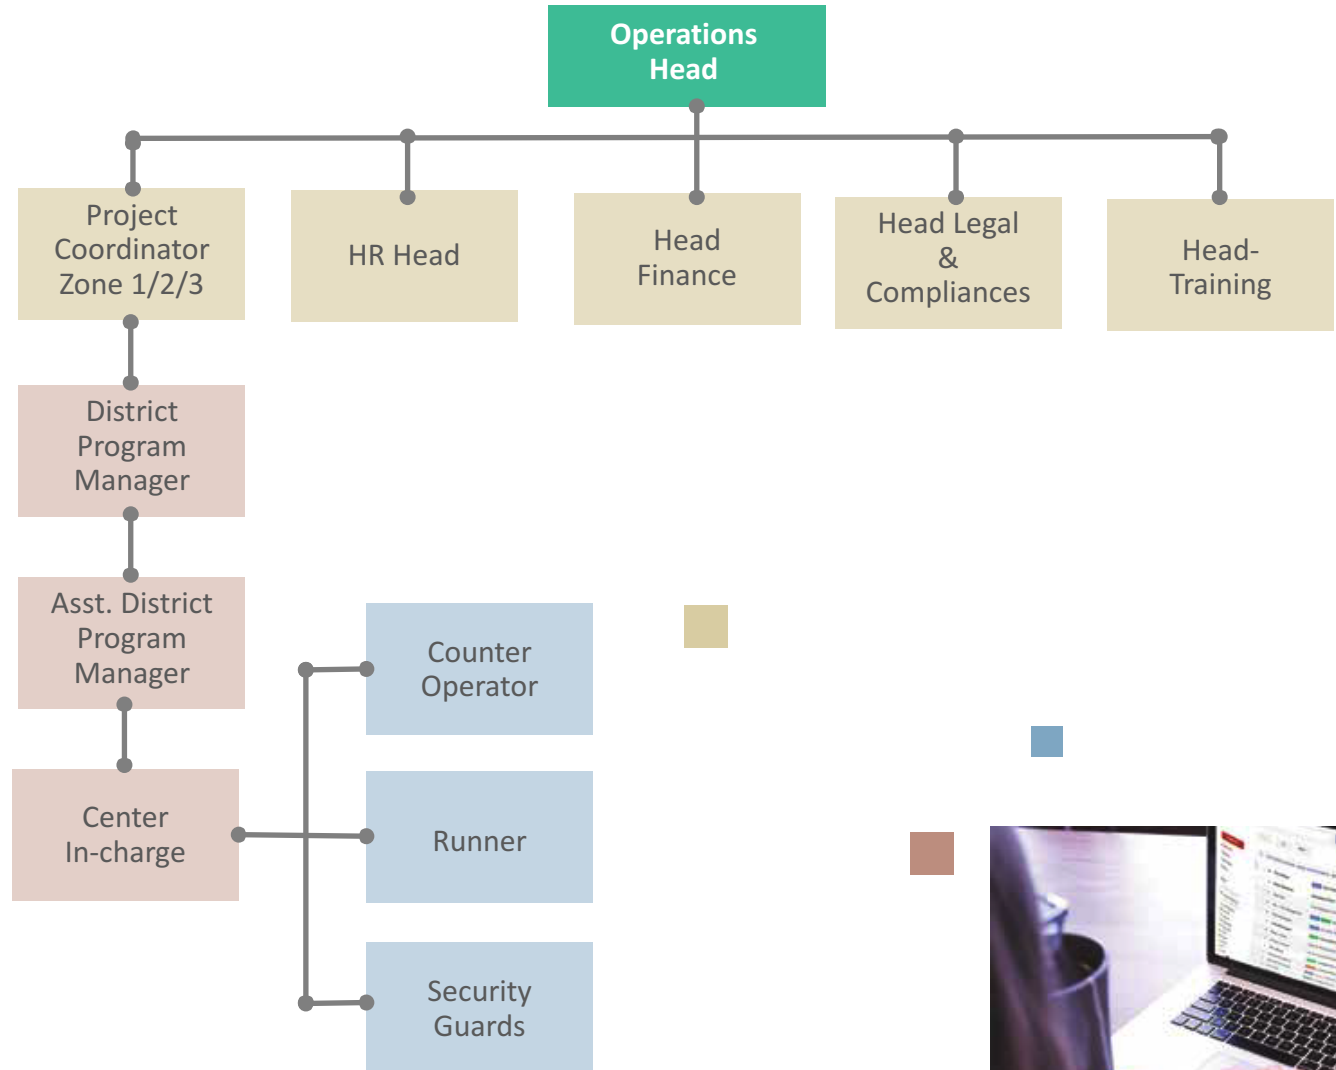 Operations
Head
Project
Coordinator
Zone 1/2/3
HR Head
Head
Finance
Head Legal
&
Compliances
Head-
Training
District
Program
Manager
Asst. District
Program
Manager
Counter
Operator
Center
In-charge
Runner
Security
Guards